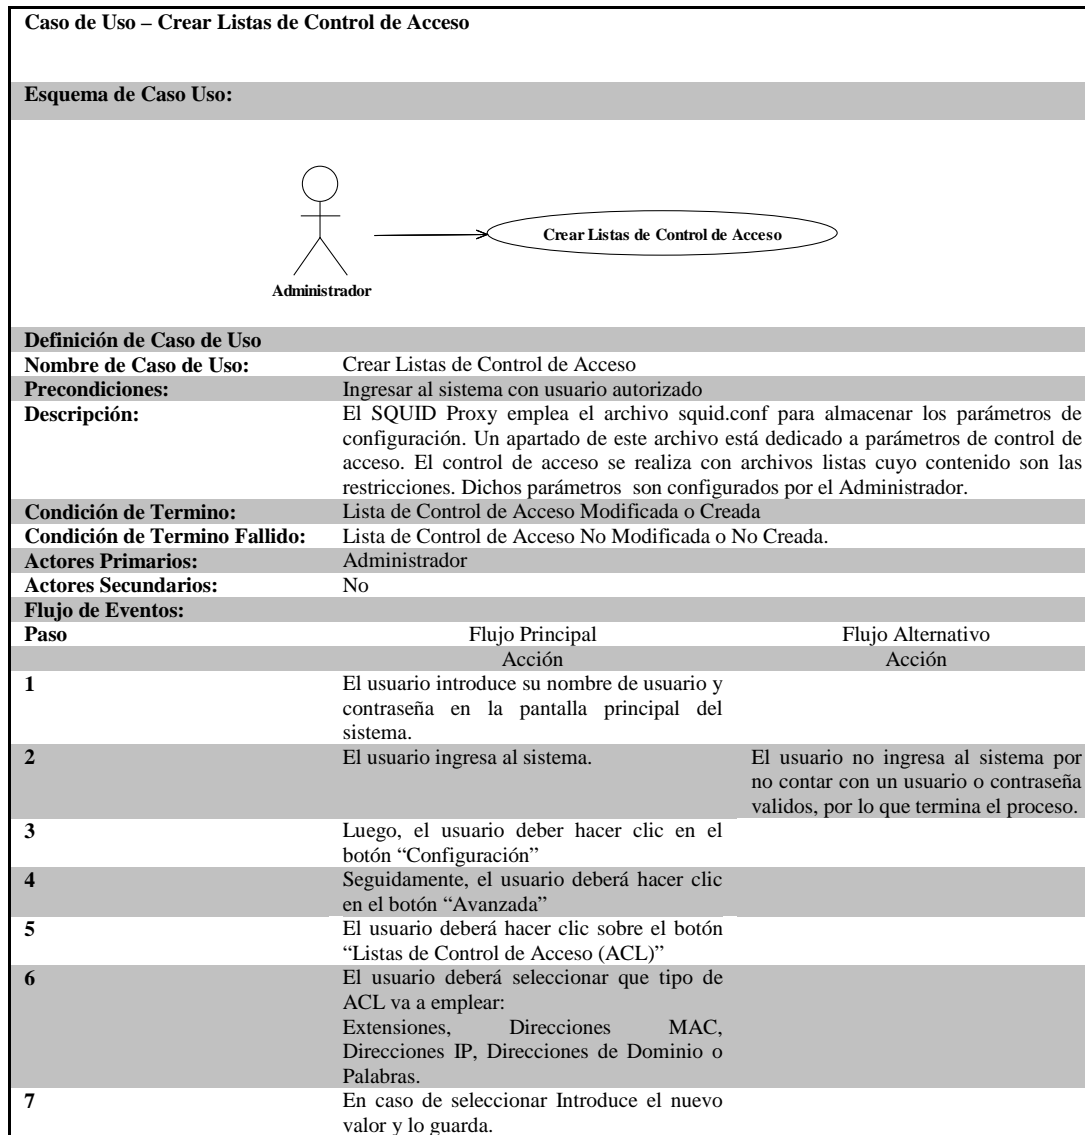 Caso de Uso – Crear Listas de Control de Acceso
Esquema de Caso Uso:
Crear Listas de Control de Acceso
Administrador
Definición de Caso de Uso
Nombre de Caso de Uso: Crear Listas de Control de Acceso
Precondiciones: Ingresar al sistema con usuario autorizado
Descripción: El SQUID Proxy emplea el archivo squid.conf para almacenar los parámetros de
configuración. Un apartado de este archivo está dedicado a parámetros de control de
acceso. El control de acceso se realiza con archivos listas cuyo contenido son las
restricciones. Dichos parámetros son configurados por el Administrador.
Condición de Termino: Lista de Control de Acceso Modificada o Creada
Condición de Termino Fallido: Lista de Control de Acceso No Modificada o No Creada.
Actores Primarios: Administrador
Actores Secundarios: No
Flujo de Eventos:
Paso Flujo Principal Flujo Alternativo
Acción Acción
1 El usuario introduce su nombre de usuario y
contraseña en la pantalla principal del
sistema.
2 El usuario ingresa al sistema. El usuario no ingresa al sistema por
no contar con un usuario o contraseña
validos, por lo que termina el proceso.
3 Luego, el usuario deber hacer clic en el
botón “Configuración”
4 Seguidamente, el usuario deberá hacer clic
en el botón “Avanzada”
5 El usuario deberá hacer clic sobre el botón
“Listas de Control de Acceso (ACL)”
6 El usuario deberá seleccionar que tipo de
ACL va a emplear:
Extensiones, Direcciones MAC,
Direcciones IP, Direcciones de Dominio o
Palabras.
7 En caso de seleccionar Introduce el nuevo
valor y lo guarda.